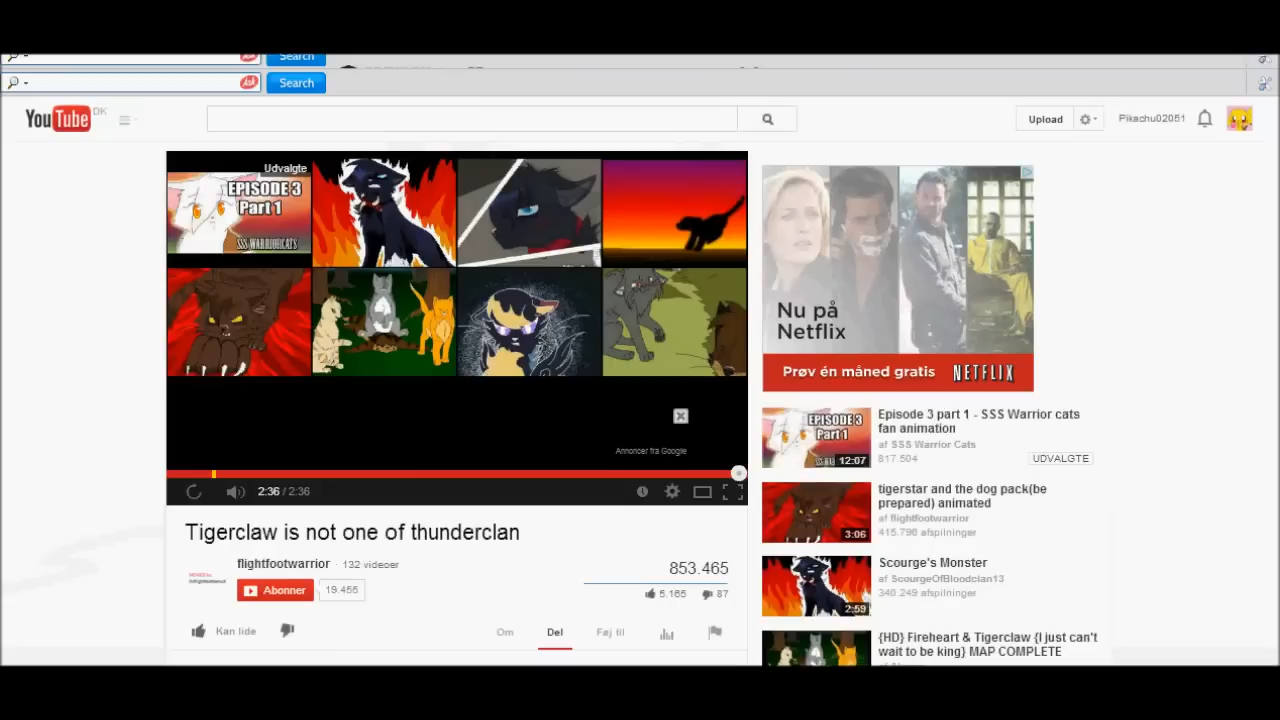 Search
Search
YouTube DK
Upload
Pikachu02051
Udvalgte
EPISODE 3
Part 1
SSS WARRIORCATS
Annoncer fra Google
2:36 / 2:36
Tigerclaw is not one of thunderclan
flightfootwarrior · 132 videoer
Abonner 19.455
853.465
5.165 87
Kan lide
Om Del Føj til
Nu på
Netflix
Prøv én måned gratis NETFLIX
EPISODE 3
Part 1
12:07
Episode 3 part 1 - SSS Warrior cats
fan animation
af SSS Warrior Cats
817.504 UDVALGTE
3:06
tigerstar and the dog pack(be
prepared) animated
af flightfootwarrior
415.796 afspilninger
2:59
Scourge's Monster
af ScourgeOfBloodclan13
340.249 afspilninger
{HD} Fireheart & Tigerclaw {I just can't
wait to be king} MAP COMPLETE